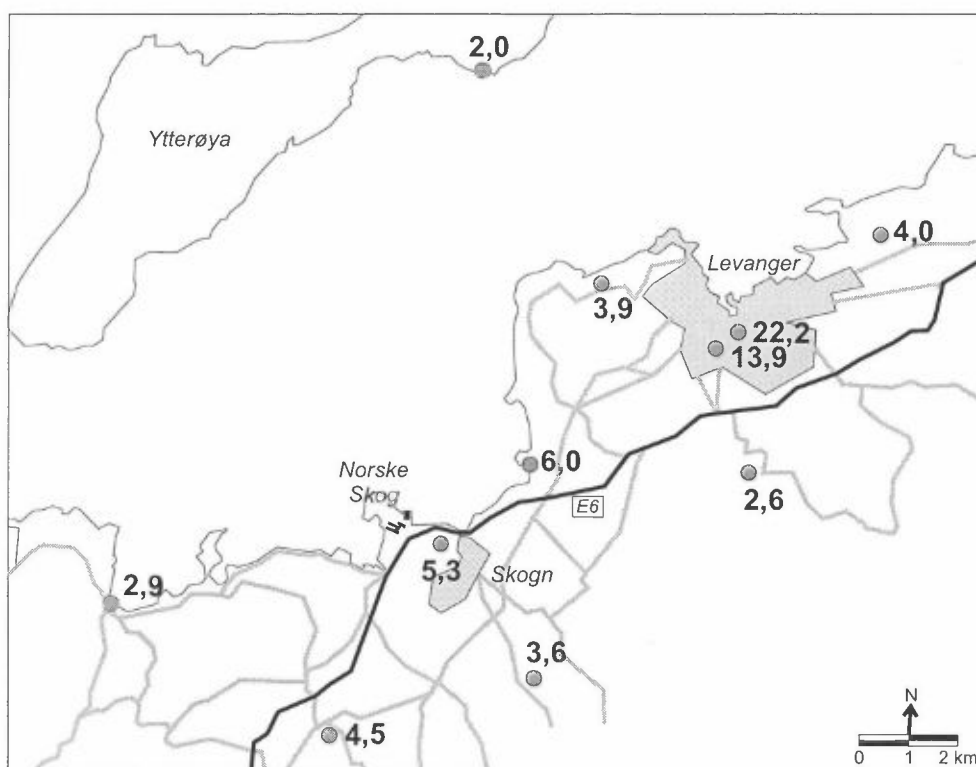 2,0
Ytterøya
4,0
Levanger
3,9
22,2
13,9
6,0
Norske
Skog
2,6
E6
5,3
Skogn
2,9
3,6
4,5
N
0 1 2 km